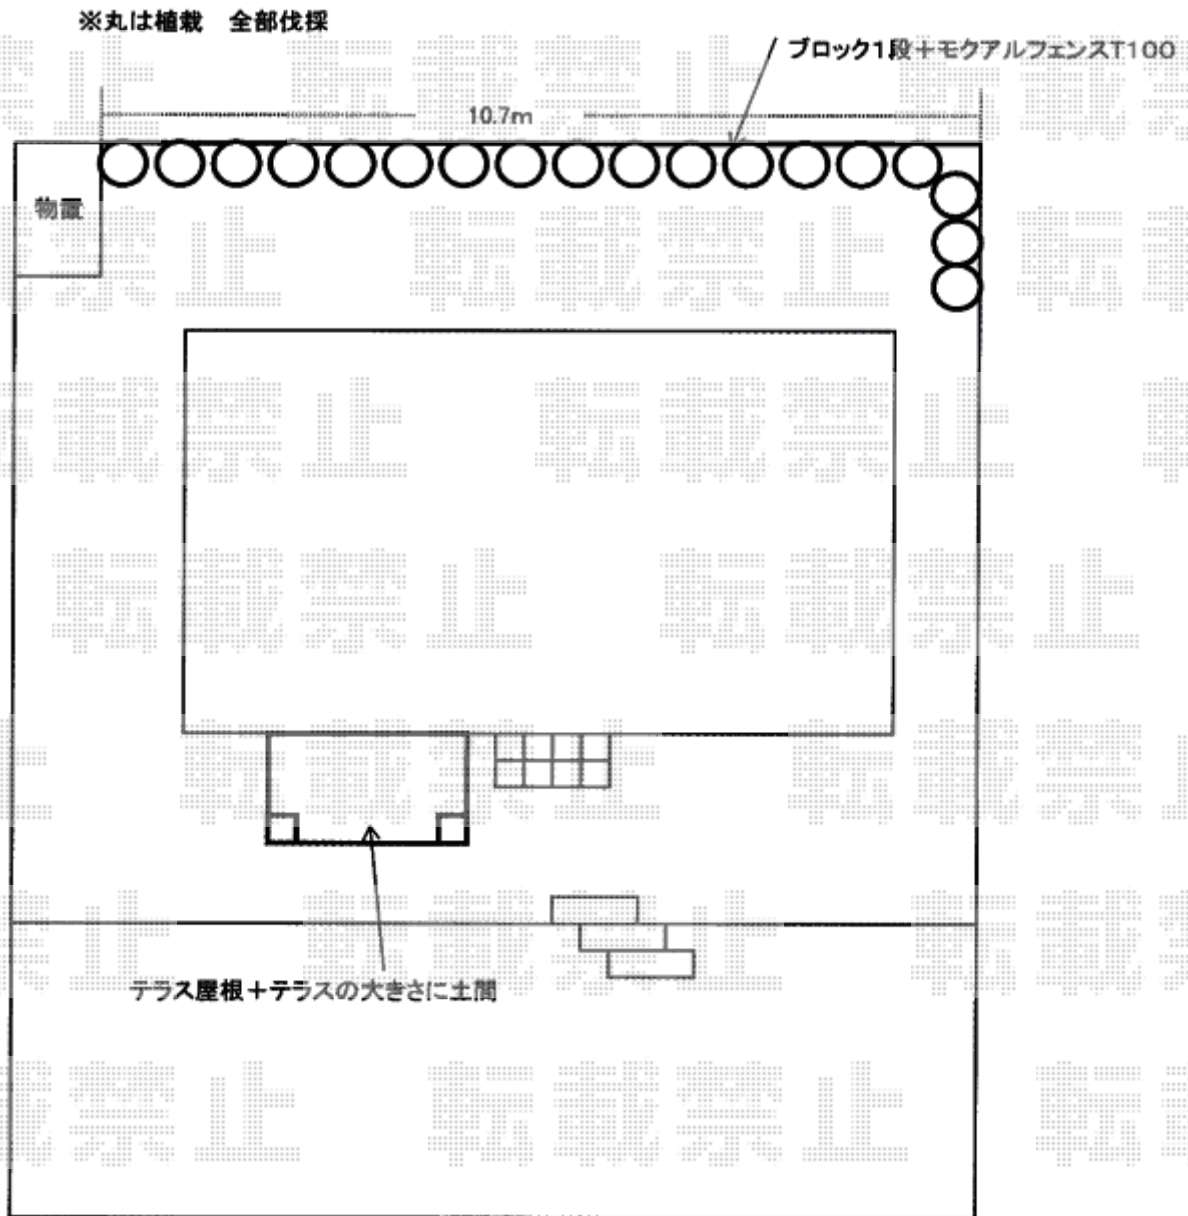 ※丸は植栽　全部伐採
ブロック1段＋モクアルフェンスT100
10.7m
物置
テラス屋根＋テラスの大きさに土間
転載禁止